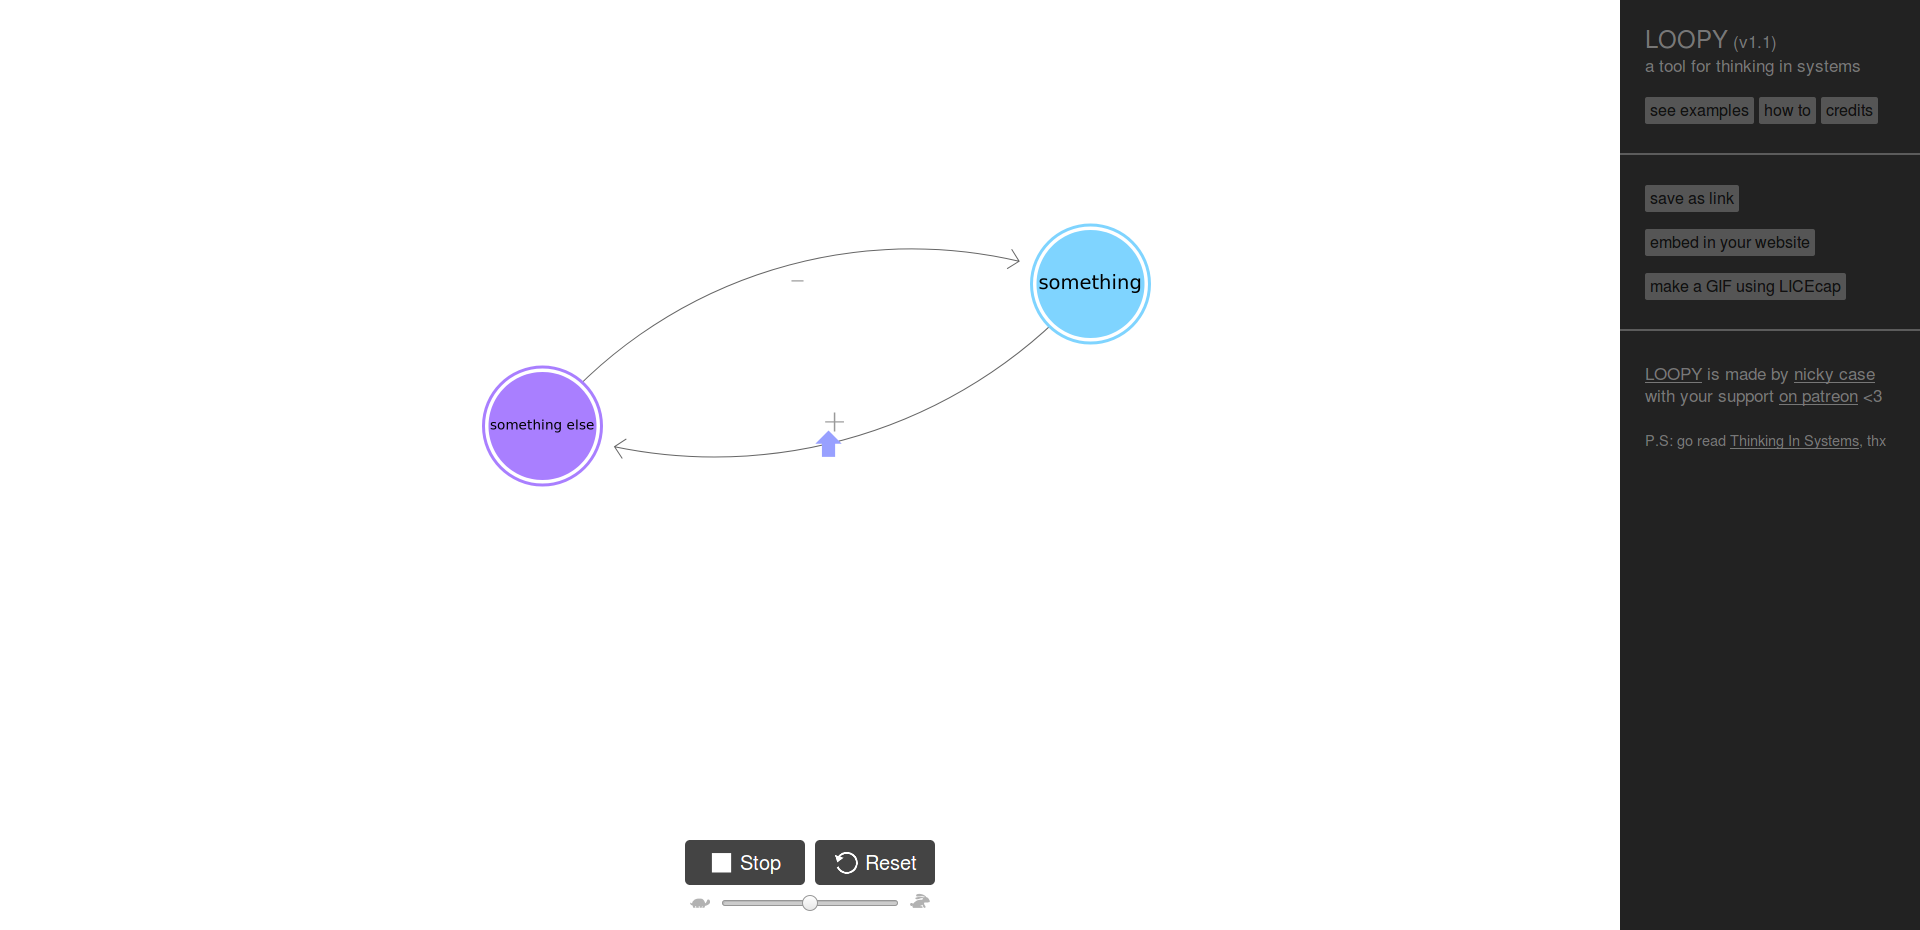 LOOPY (v1.1)
a tool for thinking in systems
see examples how to credits
save as link
embed in your website
make a GIF using LICEcap
LOOPY is made by nicky case
with your support on patreon <3
P.S: go read Thinking In Systems, thx
something
–
something else
+
Stop Reset